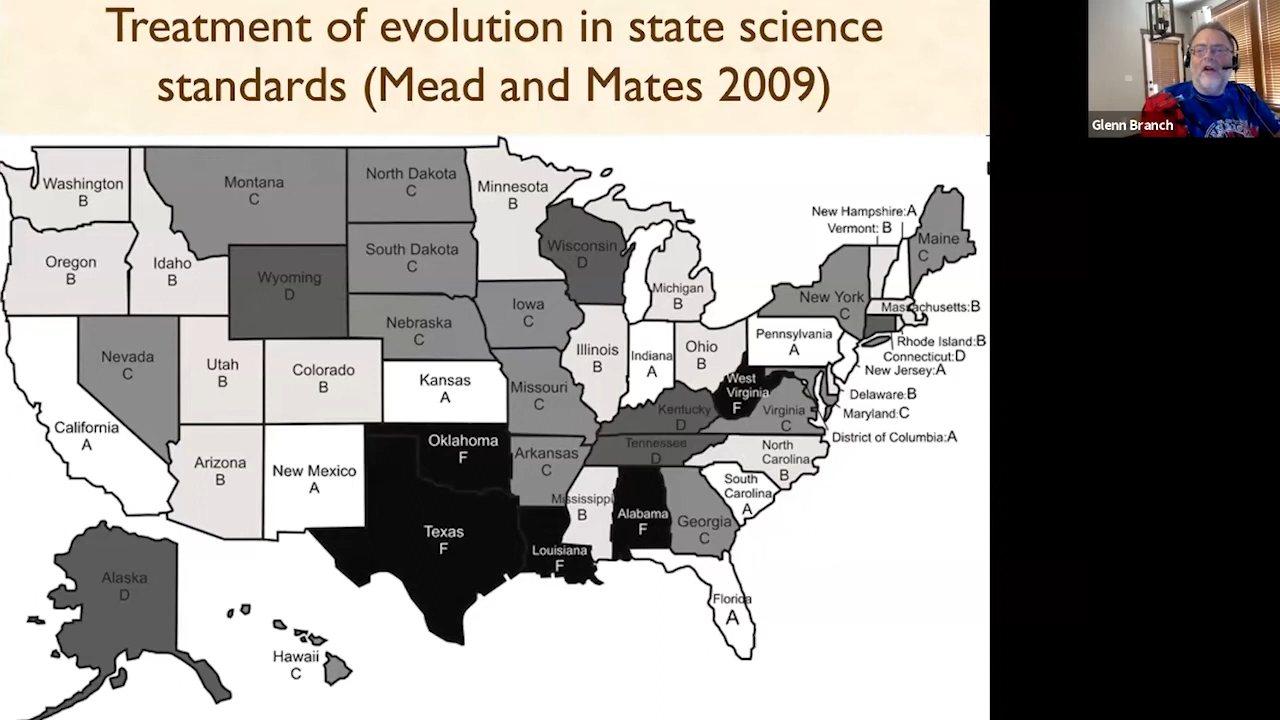 Treatment of evolution in state science
standards (Mead and Mates 2009)
Glenn Branch
Washington
B
Montana
C
North Dakota
C
Minnesota
B
Oregon
B
Idaho
B
Wyoming
D
South Dakota
C
Wisconsin
D
Michigan
B
New Hampshire:A
Vermont: B
Maine
C
New York
C
Massachusetts:B
Rhode Island:B
Connecticut:D
New Jersey:A
Delaware:B
Maryland:C
District of Columbia:A
Nevada
C
Utah
B
Colorado
B
Nebraska
C
Iowa
C
Illinois
B
Indiana
A
Ohio
B
Pennsylvania
A
California
A
Kansas
A
Missouri
C
Kentucky
D
West
Virginia
F
Virginia
C
Arizona
B
New Mexico
A
Oklahoma
F
Arkansas
C
Tennessee
D
North
Carolina
B
South
Carolina
A
Texas
F
Louisiana
F
Mississippi
B
Alabama
F
Georgia
C
Florida
A
Alaska
D
Hawaii
C